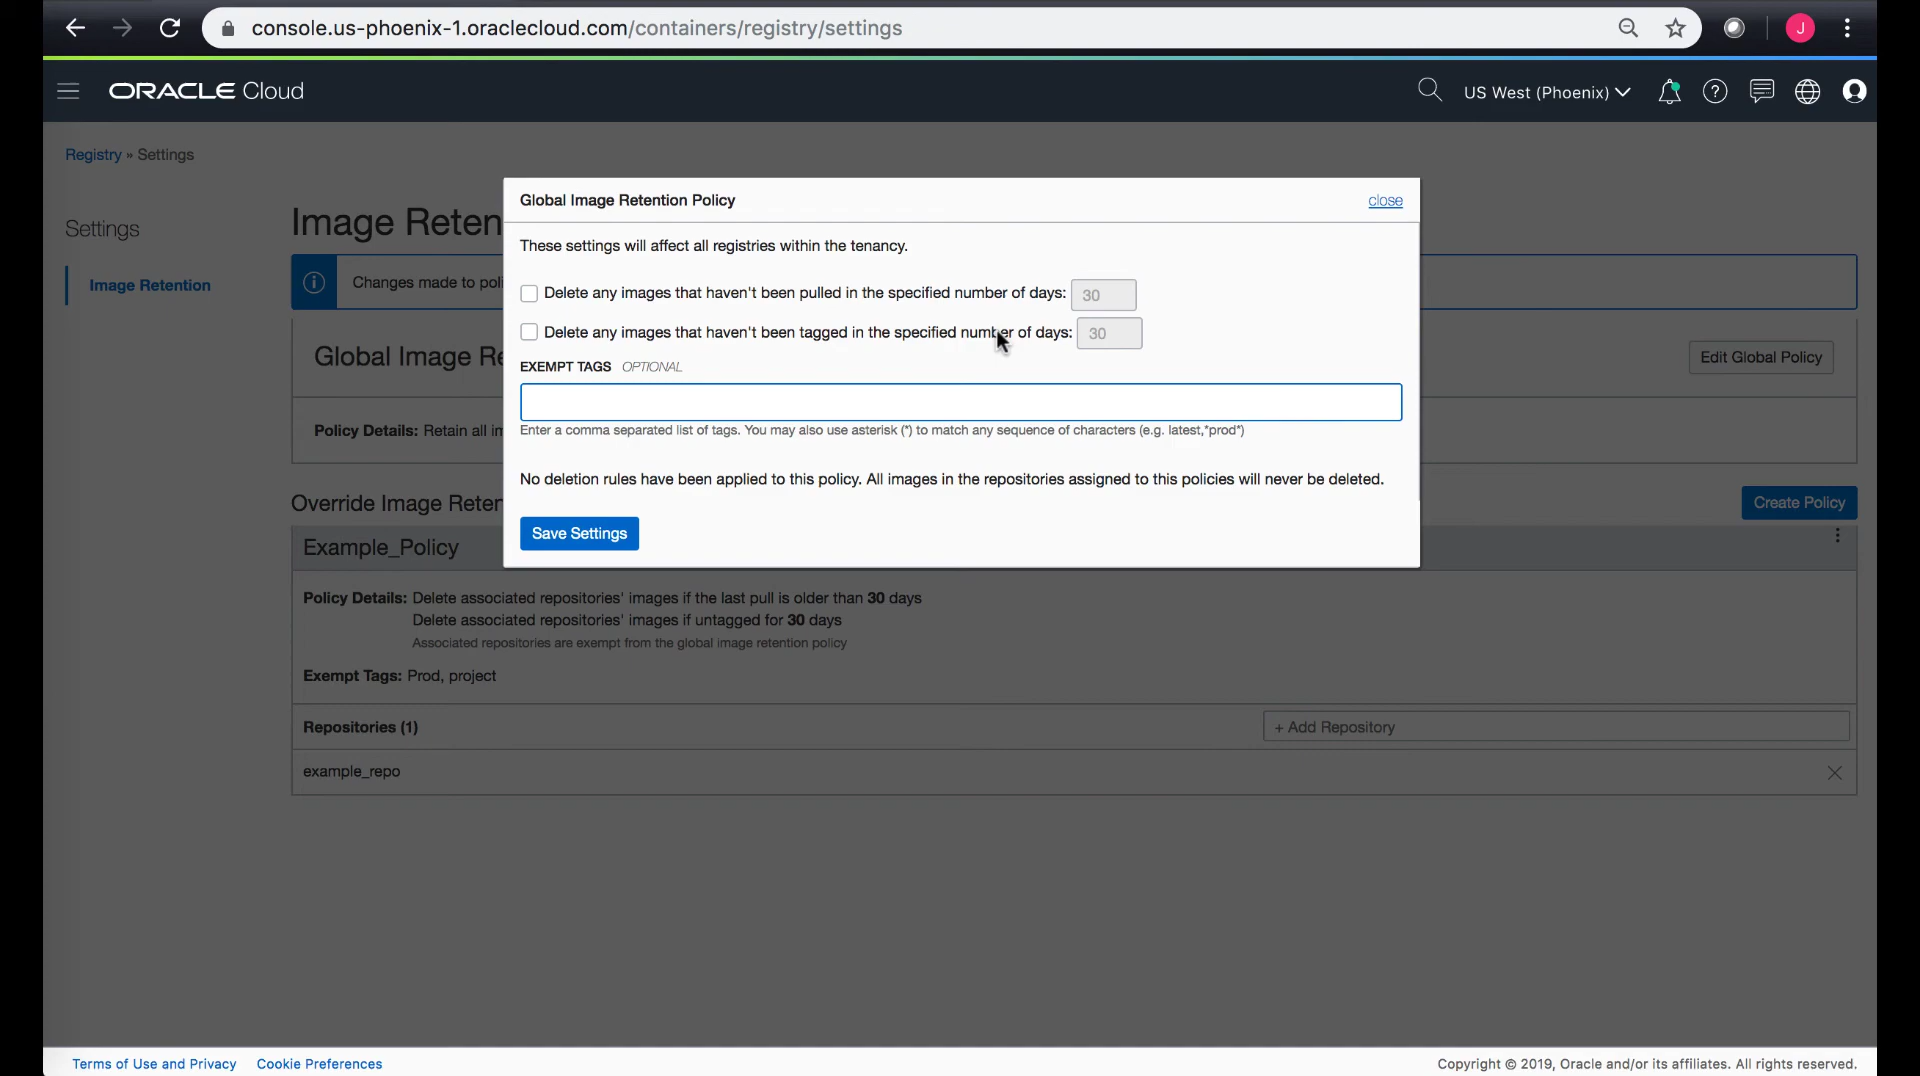 console.us-phoenix-1.oraclecloud.com/containers/registry/settings
J
ORACLE Cloud
US West (Phoenix)
Registry » Settings
Settings
Image Retention
Image Reten
Changes made to poli
Global Image Re
Edit Global Policy
Policy Details: Retain all im
Global Image Retention Policy
close
These settings will affect all registries within the tenancy.
Delete any images that haven't been pulled in the specified number of days: 30
Delete any images that haven't been tagged in the specified number of days: 30
EXEMPT TAGS OPTIONAL
Enter a comma separated list of tags. You may also use asterisk (*) to match any sequence of characters (e.g. latest,*prod*)
No deletion rules have been applied to this policy. All images in the repositories assigned to this policies will never be deleted.
Save Settings
Override Image Reten
Create Policy
Example_Policy
Policy Details: Delete associated repositories' images if the last pull is older than 30 days
Delete associated repositories' images if untagged for 30 days
Associated repositories are exempt from the global image retention policy
Exempt Tags: Prod, project
Repositories (1)
+ Add Repository
example_repo
Terms of Use and Privacy
Cookie Preferences
Copyright © 2019, Oracle and/or its affiliates. All rights reserved.